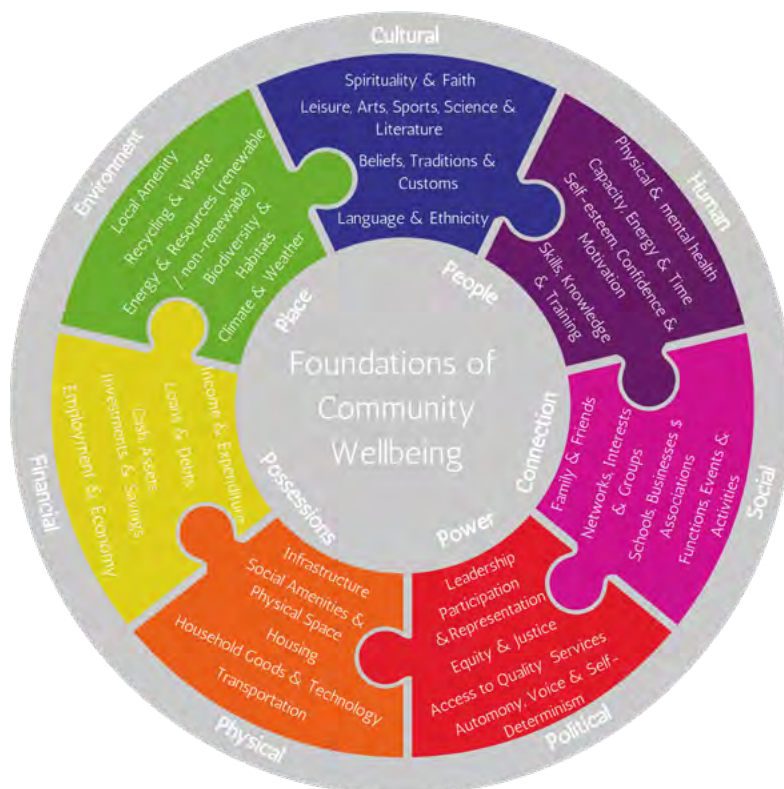 Cultural
Spirituality & Faith
Leisure, Arts, Sports, Science &
Literature
Beliefs, Traditions &
Customs
Language & Ethnicity
Human
Physical & mental health
Capacity, Energy & Time
Self-esteem, Confidence &
Motivation
Skills, Knowledge
& Training
Social
Family & Friends
Networks, Interests
& Groups
Schools, Businesses $
Associations
Functions, Events &
Activities
Political
Leadership
Participation
&Representation
Equity & Justice
Access to Quality Services
Automony, Voice & Self-
Determinism
Physical
Infrastructure
Social Amenities &
Physical Space
Housing
Household Goods & Technology
Transportation
Financial
Income & Expenditure
Loans & Debts
Cash, Assets
Investments & Savings
Employment & Economy
Environment
Local Amenity
Recycling & Waste
Energy & Resources (renewable
/ non-renewable)
Biodiversity &
Habitats
Climate & Weather
People
Connection
Power
Possessions
Place
Foundations of
Community
Wellbeing